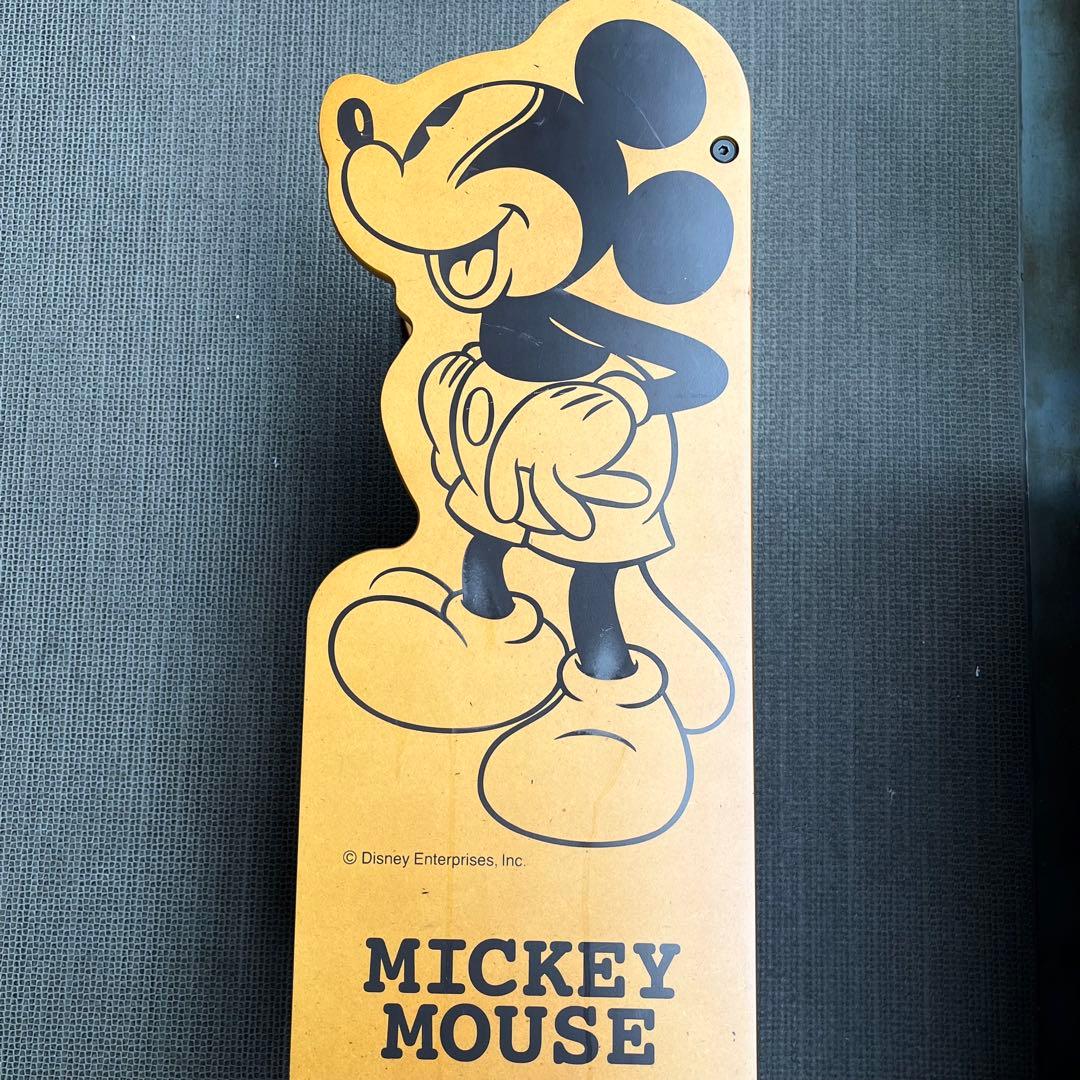 © Disney Enterprises, Inc.
MICKEY
MOUSE